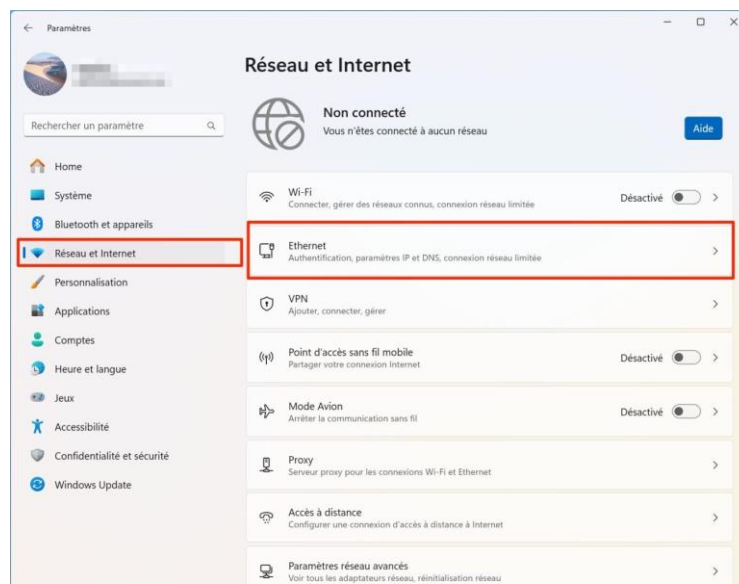 Paramètres
Réseau et Internet
Non connecté
Vous n'êtes connecté à aucun réseau
Aide
Rechercher un paramètre
Home
Système
Bluetooth et appareils
Réseau et Internet
Personnalisation
Applications
Comptes
Heure et langue
Jeux
Accessibilité
Confidentialité et sécurité
Windows Update
Wi-Fi
Connecter, gérer des réseaux connus, connexion réseau limitée
Désactivé
Ethernet
Authentification, paramètres IP et DNS, connexion réseau limitée
VPN
Ajouter, connecter, gérer
Point d'accès sans fil mobile
Partager votre connexion Internet
Désactivé
Mode Avion
Arrêter la communication sans fil
Désactivé
Proxy
Serveur proxy pour les connexions Wi-Fi et Ethernet
Accès à distance
Configurer une connexion d'accès à distance à Internet
Paramètres réseau avancés
Voir tous les adaptateurs réseau, réinitialisation réseau